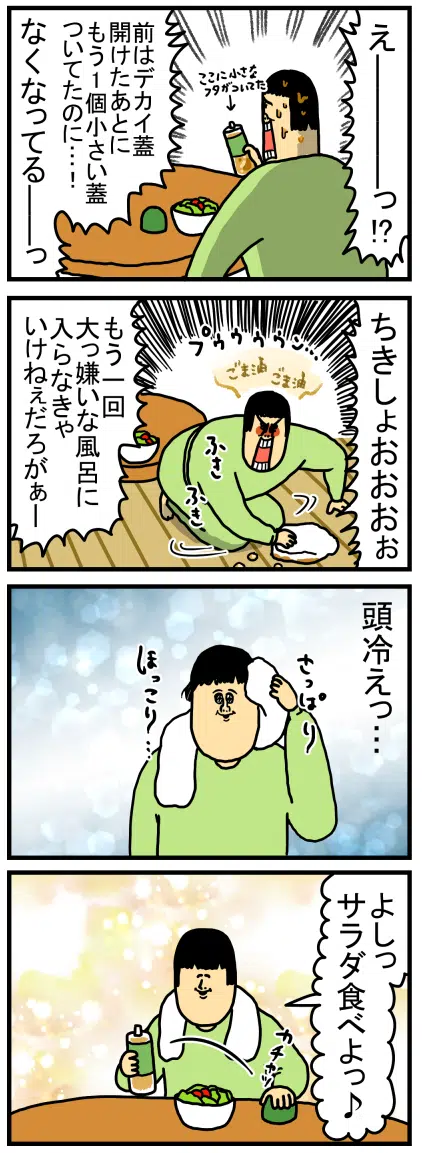 え――――っ!?
ここに小さな
フタがついてた
前はデカイ蓋
開けたあとに
もう1個小さい蓋
ついてたのに…!
なくなってる――――っ
ちきしょおおおぉ
プゥゥゥゥン…
ごま油
ごま油
ふき
ふき
もう一回
大っ嫌いな風呂に
入らなきゃ
いけねぇだろがぁー
頭冷えっ…
さっぱり
ほっこり…
よしっ
サラダ食べよっ♪
カチャッ